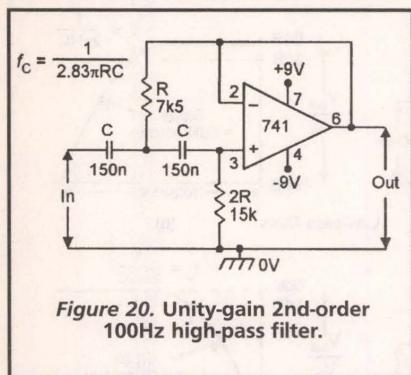 fC = 1
2.83πRC
+9V
R
7k5
2
−
7
6
741
C
C
+
3
4
150n
150n
-9V
In
2R
15k
Out
0V
Figure 20. Unity-gain 2nd-order
100Hz high-pass filter.